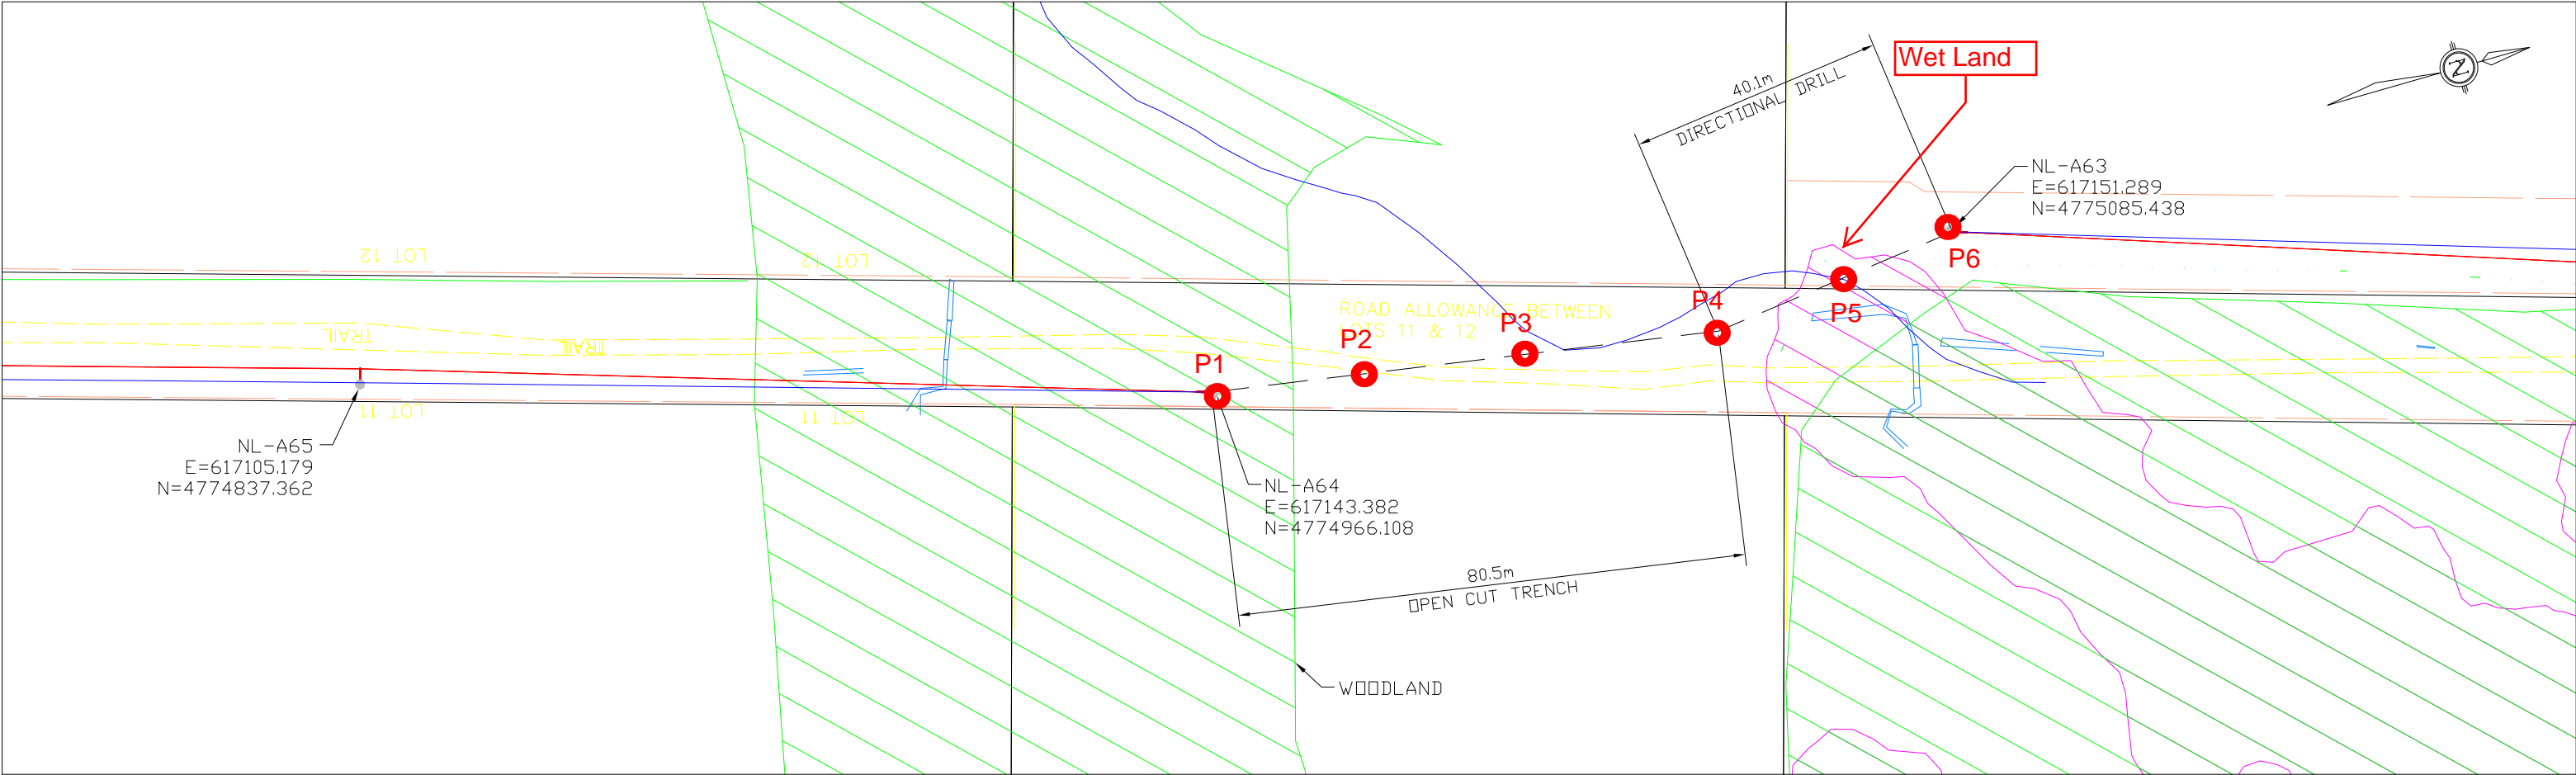 Wet Land
40.1m
DIRECTIONAL DRILL
N
NL-A63
E=617151.289
N=4775085.438
P6
P5
P4
P3
P2
P1
ROAD ALLOWANCE BETWEEN
LOTS 11 & 12
LOT 12
LOT 12
TRAIL
TRAIL
LOT 11
LOT 11
NL-A65
E=617105.179
N=4774837.362
NL-A64
E=617143.382
N=4774966.108
80.5m
OPEN CUT TRENCH
WOODLAND